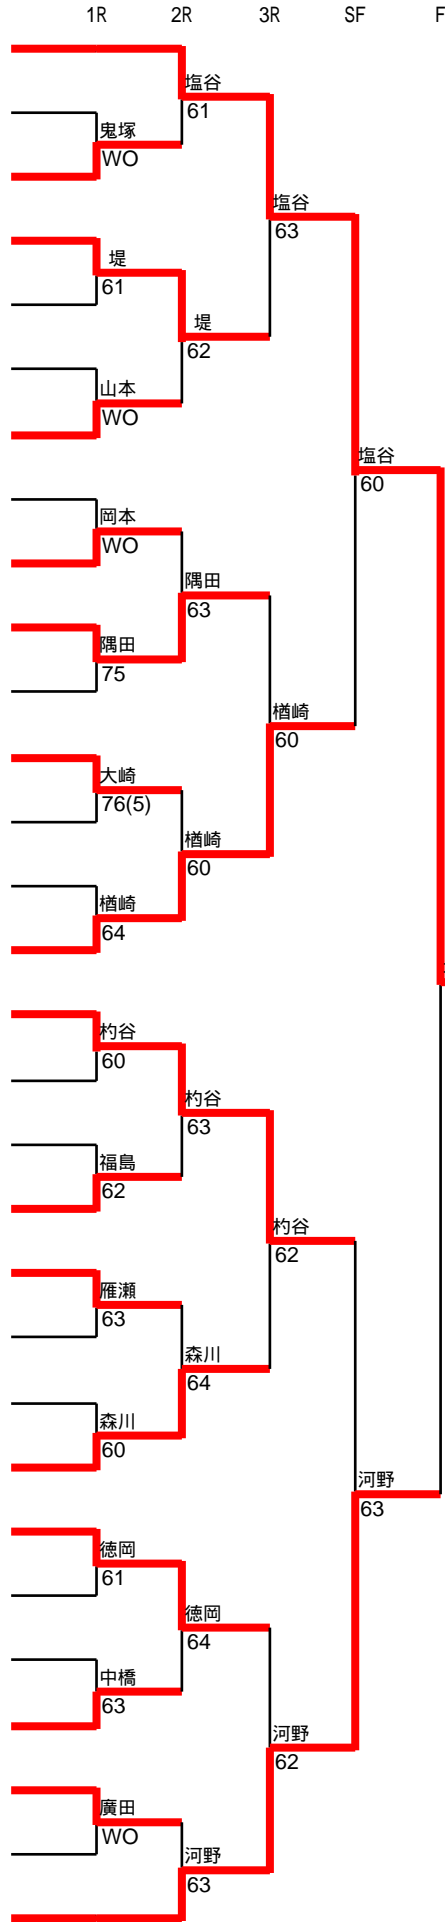 1R 2R 3R SF F
塩谷
61
鬼塚
WO
塩谷
63
堤
61
堤
62
山本
WO
塩谷
60
岡本
WO
隅田
63
隅田
75
楢崎
60
大崎
76(5)
楢崎
60
楢崎
64
杓谷
60
杓谷
63
福島
62
杓谷
62
雁瀬
63
森川
64
森川
60
河野
63
徳岡
61
徳岡
64
中橋
63
河野
62
廣田
WO
河野
63